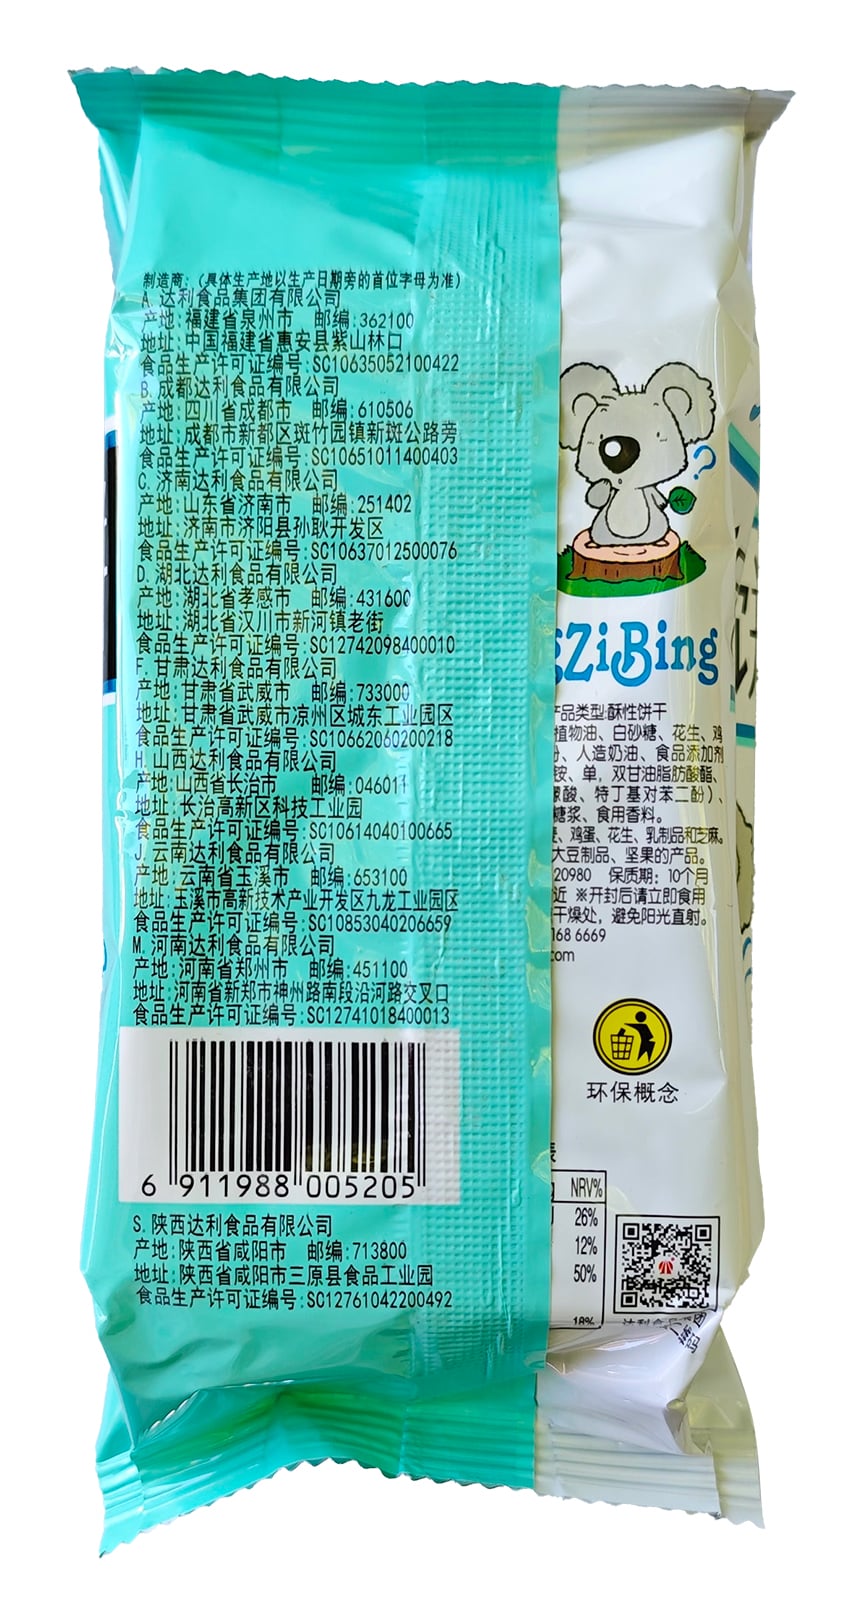 制造商:(具体生产地以生产日期旁的首位字母为准)
A.达利食品集团有限公司
产地:福建省泉州市 邮编:362100
地址:中国福建省惠安县紫山林口
食品生产许可证编号:SC10635052100422
B.成都达利食品有限公司
产地:四川省成都市 邮编:610506
地址:成都市新都区斑竹园镇新斑公路旁
食品生产许可证编号:SC10651011400403
C.济南达利食品有限公司
产地:山东省济南市 邮编:251402
地址:济南市济阳县孙耿开发区
食品生产许可证编号:SC10637012500076
D.湖北达利食品有限公司
产地:湖北省孝感市 邮编:431600
地址:湖北省汉川市新河镇老街
食品生产许可证编号:SC12742098400010
F.甘肃达利食品有限公司
产地:甘肃省武威市 邮编:733000
地址:甘肃省武威市凉州区城东工业园区
食品生产许可证编号:SC10662060200218
H.山西达利食品有限公司
产地:山西省长治市 邮编:046011
地址:长治高新区科技工业园
食品生产许可证编号:SC10614040100665
J.云南达利食品有限公司
产地:云南省玉溪市 邮编:653100
地址:玉溪市高新技术产业开发区九龙工业园区
食品生产许可证编号:SC10853040206659
M.河南达利食品有限公司
产地:河南省郑州市 邮编:451100
地址:河南省新郑市神州路南段沿河路交叉口
食品生产许可证编号:SC12741018400013
6 911988 005205
S.陕西达利食品有限公司
产地:陕西省咸阳市 邮编:713800
地址:陕西省咸阳市三原县食品工业园
食品生产许可证编号:SC12761042200492
gZiBing
产品类型:酥性饼干
植物油、白砂糖、花生、鸡
、人造奶油、食品添加剂
铵、单,双甘油脂肪酸酯、
酸、特丁基对苯二酚)、
糖浆、食用香料。
、鸡蛋、花生、乳制品和芝麻。
大豆制品、坚果的产品。
20980 保质期:10个月
近 ※开封后请立即食用
干燥处,避免阳光直射。
168 6669
com
环保概念
NRV%
26%
12%
50%
18%